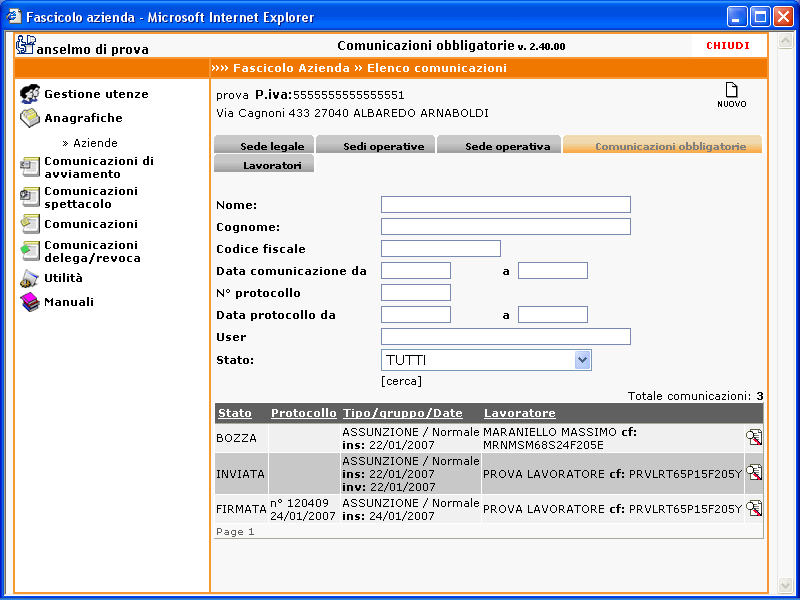 Fascicolo azienda - Microsoft Internet Explorer
anselmo di prova
Comunicazioni obbligatorie v. 2.40.00
CHIUDI
»»» Fascicolo Azienda » Elenco comunicazioni
Gestione utenze
Anagrafiche
» Aziende
Comunicazioni di
avviamento
Comunicazioni
spettacolo
Comunicazioni
Comunicazioni
delega/revoca
Utilità
Manuali
prova P.iva:5555555555555551
Via Cagnoni 433 27040 ALBAREDO ARNABOLDI
NUOVO
Sede legale Sedi operative Sede operativa Comunicazioni obbligatorie
Lavoratori
Nome:
Cognome:
Codice fiscale
Data comunicazione da a
N° protocollo
Data protocollo da a
User
Stato: TUTTI
[cerca]
Totale comunicazioni: 3
Stato Protocollo Tipo/gruppo/Date Lavoratore
BOZZA
ASSUNZIONE / Normale
ins: 22/01/2007
MARANIELLO MASSIMO cf:
MRNMSM68S24F205E
INVIATA
ASSUNZIONE / Normale
ins: 22/01/2007
inv: 22/01/2007
PROVA LAVORATORE cf: PRVLRT65P15F205Y
FIRMATA
n° 120409
24/01/2007
ASSUNZIONE / Normale
ins: 24/01/2007
PROVA LAVORATORE cf: PRVLRT65P15F205Y
Page 1